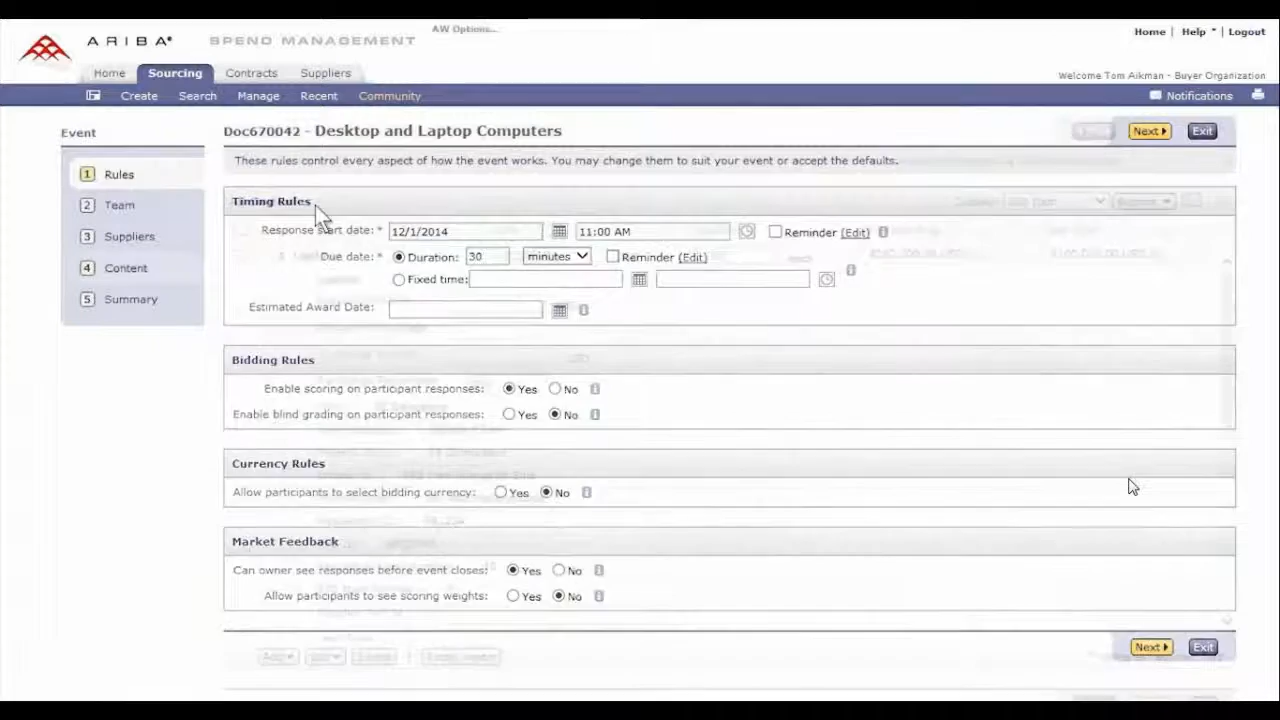 AW Options...
ARIBA SPEND MANAGEMENT
Home | Help | Logout
Home Sourcing Contracts Suppliers
Welcome Tom Aikman - Buyer Organization
Create Search Manage Recent Community Notifications
Event
Doc670042 - Desktop and Laptop Computers Next Exit
These rules control every aspect of how the event works. You may change them to suit your event or accept the defaults.
1 Rules
2 Team
3 Suppliers
4 Content
5 Summary
Timing Rules
Response start date: * 12/1/2014 11:00 AM Reminder (Edit)
Due date: * Duration: 30 minutes Reminder (Edit)
Fixed time:
Estimated Award Date:
Bidding Rules
Enable scoring on participant responses: Yes No
Enable blind grading on participant responses: Yes No
Currency Rules
Allow participants to select bidding currency: Yes No
Market Feedback
Can owner see responses before event closes: Yes No
Allow participants to see scoring weights: Yes No
Next Exit